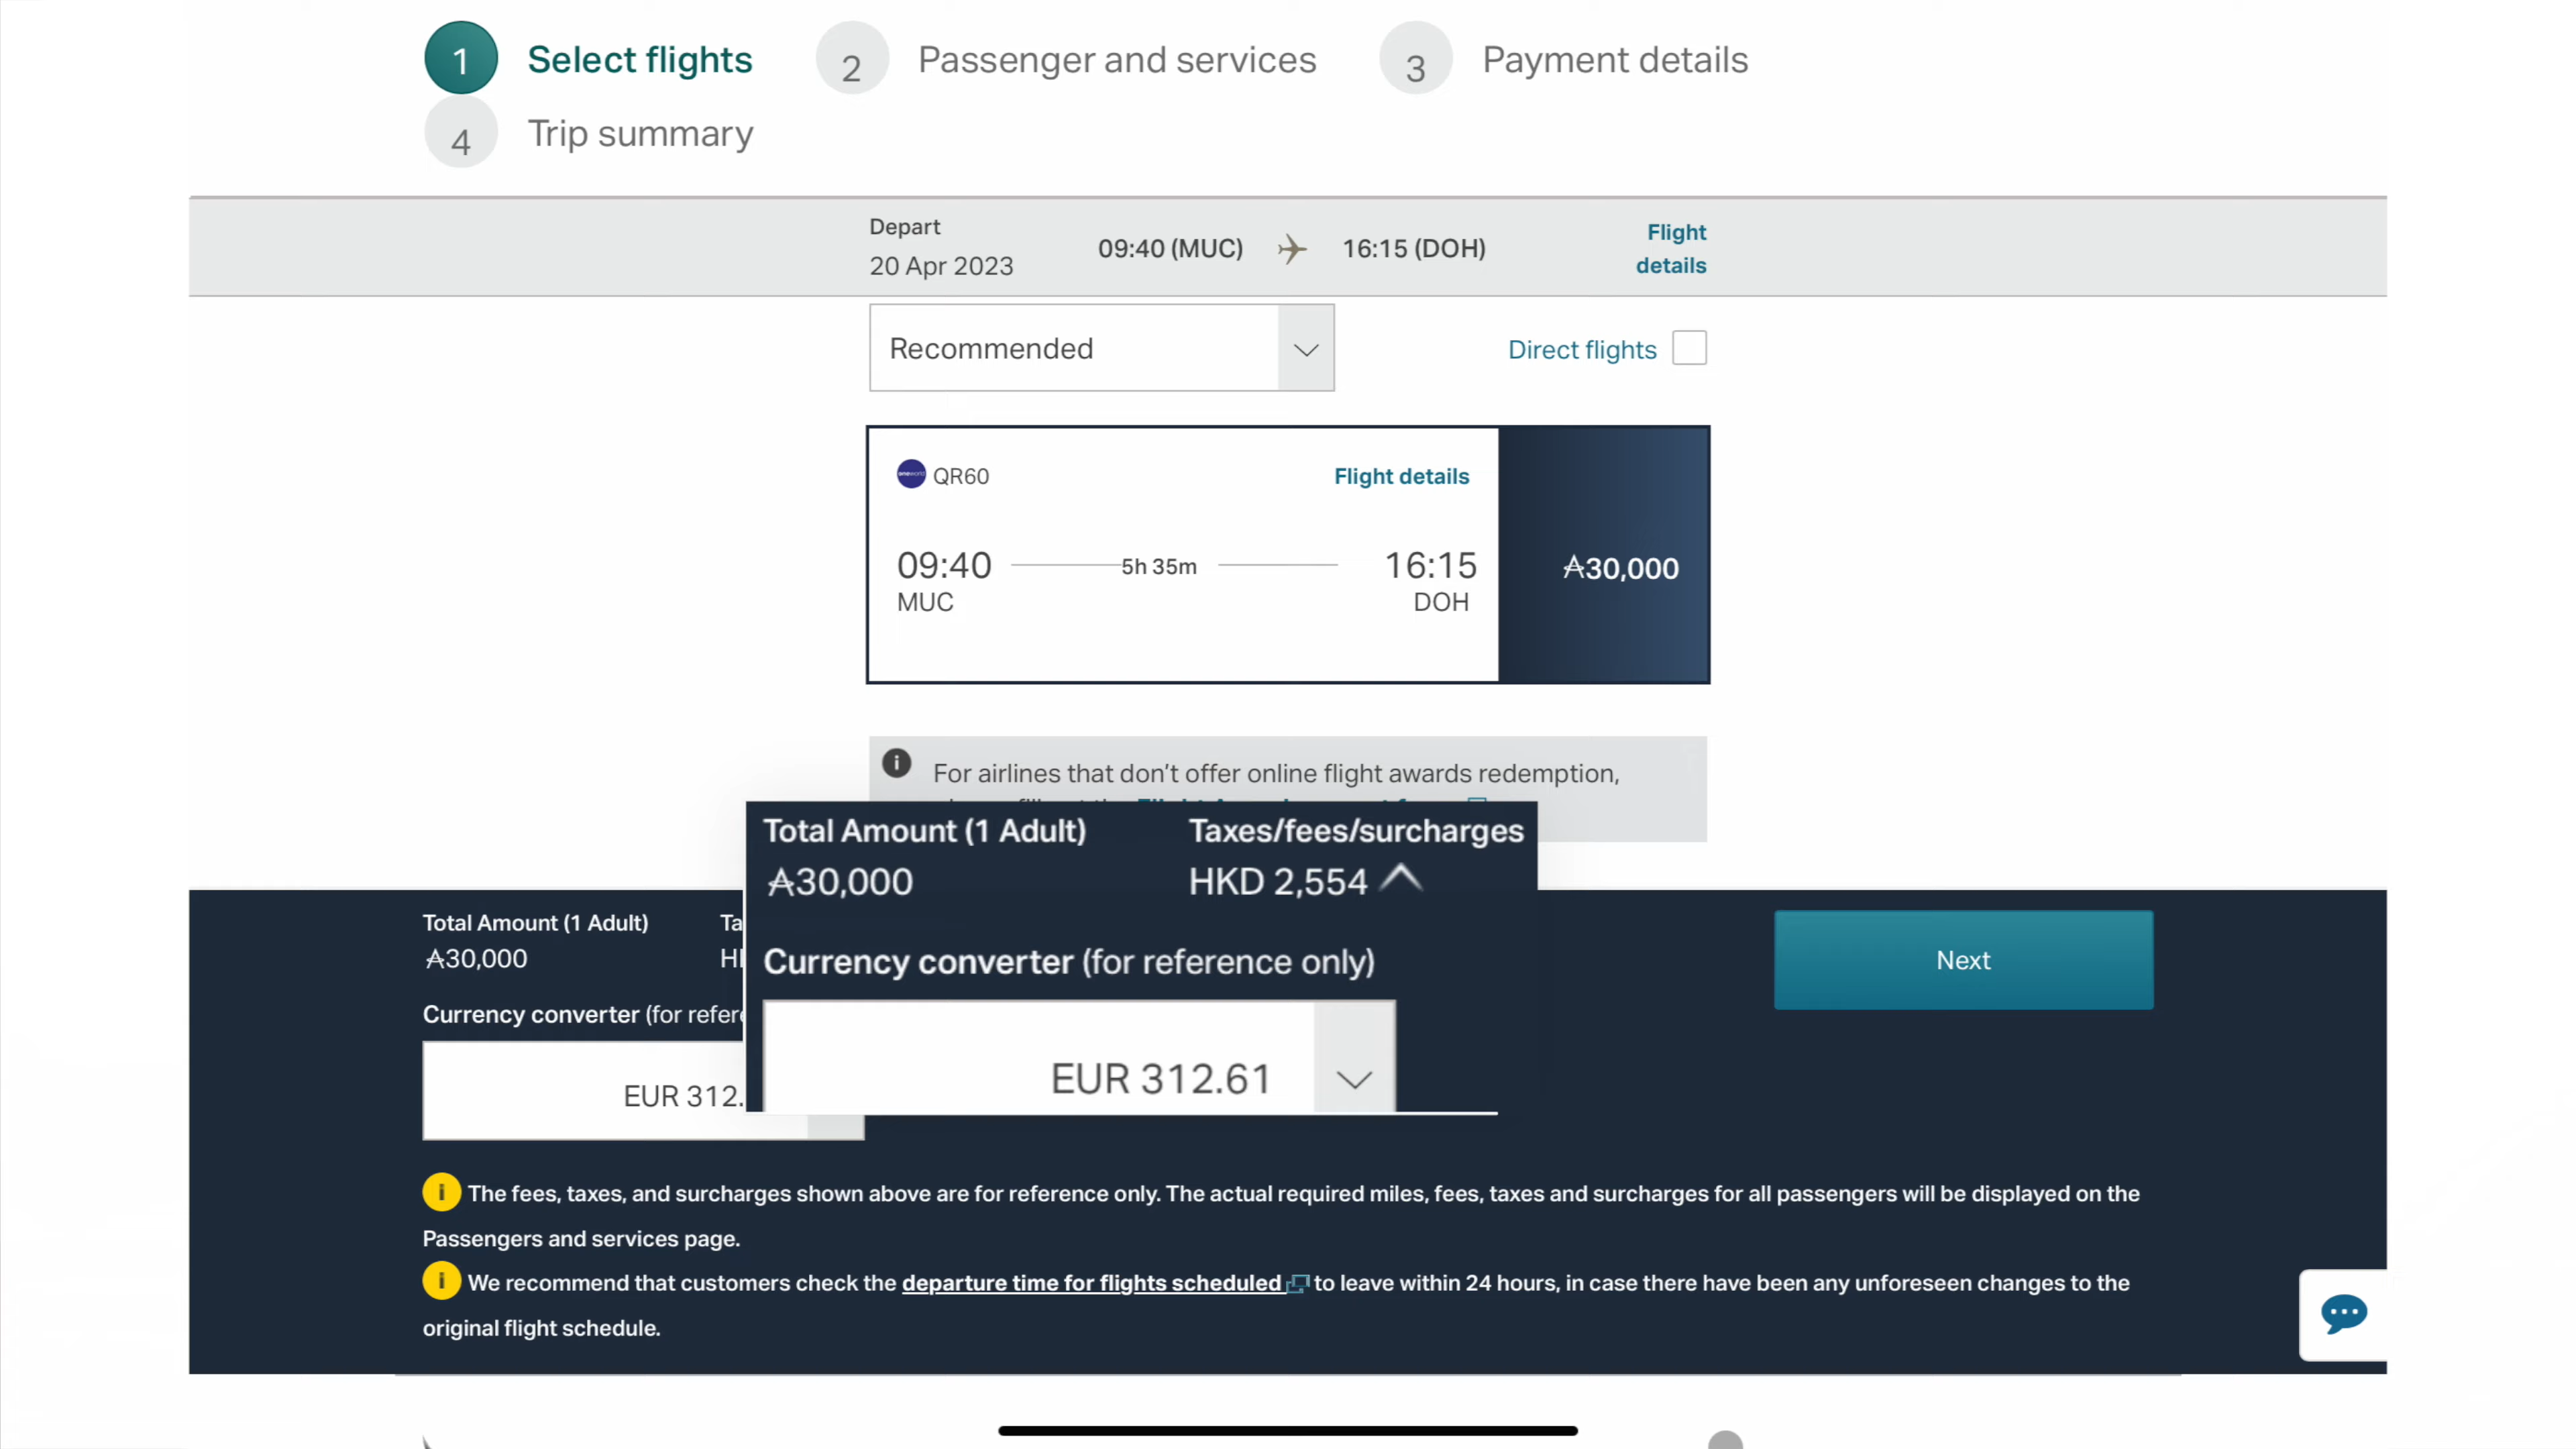 1 Select flights 2 Passenger and services 3 Payment details
4 Trip summary
Depart
20 Apr 2023
09:40 (MUC) 16:15 (DOH)
Flight
details
Recommended
Direct flights
oneworld QR60
Flight details
09:40 5h 35m 16:15
MUC DOH
₳30,000
For airlines that don't offer online flight awards redemption,
Total Amount (1 Adult) Taxes/fees/surcharges
₳30,000 HKD 2,554
Currency converter (for reference only)
EUR 312.61
Total Amount (1 Adult)
₳30,000
Currency converter (for refere
EUR 312.
Next
The fees, taxes, and surcharges shown above are for reference only. The actual required miles, fees, taxes and surcharges for all passengers will be displayed on the
Passengers and services page.
We recommend that customers check the departure time for flights scheduled to leave within 24 hours, in case there have been any unforeseen changes to the
original flight schedule.